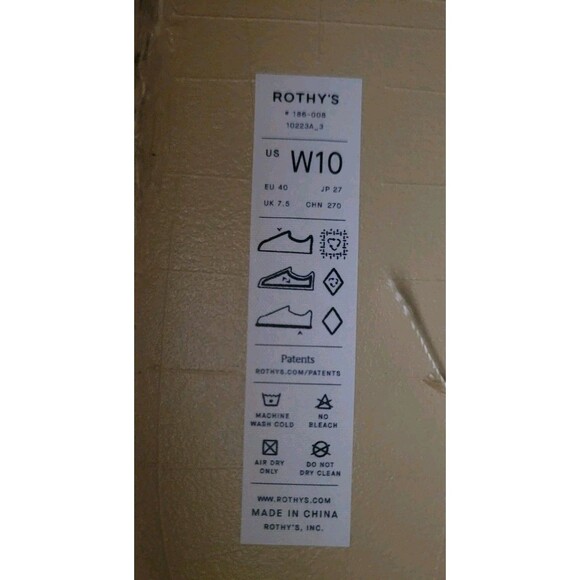 ROTHY'S
* 186-008
10223A_3
US W10
EU 40 JP 27
UK 7.5 CHN 270
Patents
ROTHYS.COM/PATENTS
MACHINE WASH COLD
NO BLEACH
AIR DRY ONLY
DO NOT DRY CLEAN
WWW.ROTHYS.COM
MADE IN CHINA
ROTHY'S, INC.